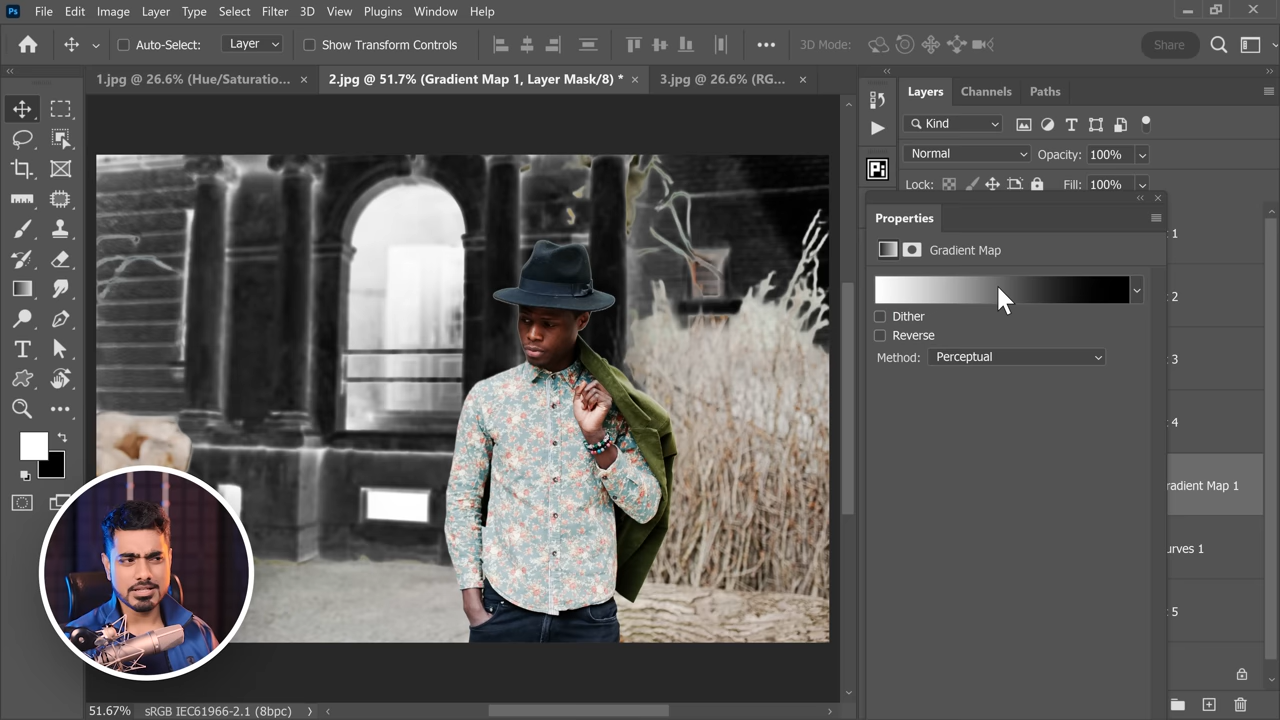 Ps File Edit Image Layer Type Select Filter 3D View Plugins Window Help
Auto-Select: Layer Show Transform Controls 3D Mode: Share
1.jpg @ 26.6% (Hue/Saturatio... × 2.jpg @ 51.7% (Gradient Map 1, Layer Mask/8) * × 3.jpg @ 26.6% (RG... ×
Layers Channels Paths
Kind
Normal Opacity: 100%
Lock: Fill: 100%
Properties
1
Gradient Map
2
Dither
Reverse
Method: Perceptual
3
4
radient Map 1
urves 1
5
51.67% sRGB IEC61966-2.1 (8bpc)